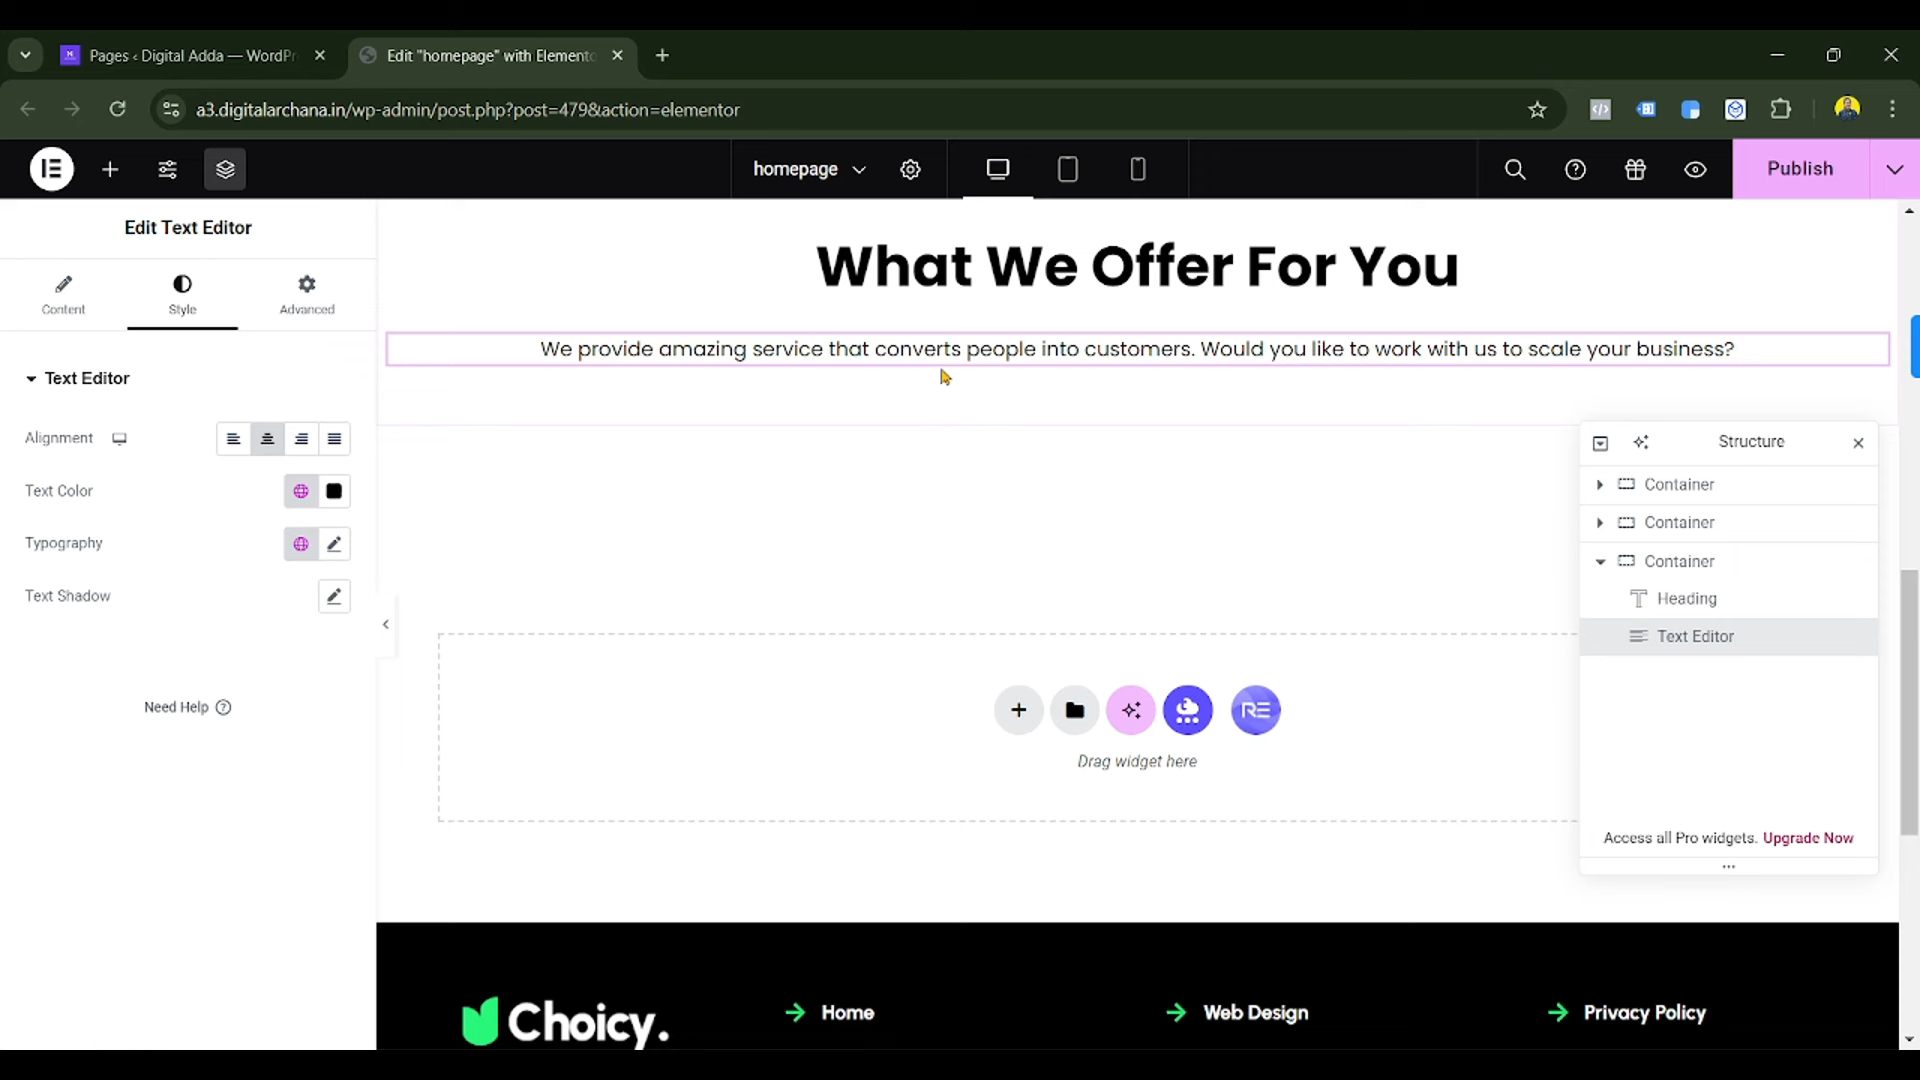 Pages ‹ Digital Adda — WordPr
Edit "homepage" with Elemento
a3.digitalarchana.in/wp-admin/post.php?post=479&action=elementor
homepage
Publish
Edit Text Editor
Content
Style
Advanced
Text Editor
Alignment
Text Color
Typography
Text Shadow
Need Help
What We Offer For You
We provide amazing service that converts people into customers. Would you like to work with us to scale your business?
Drag widget here
RE
Structure
Container
Container
Container
Heading
Text Editor
Access all Pro widgets. Upgrade Now
Choicy.
Home
Web Design
Privacy Policy